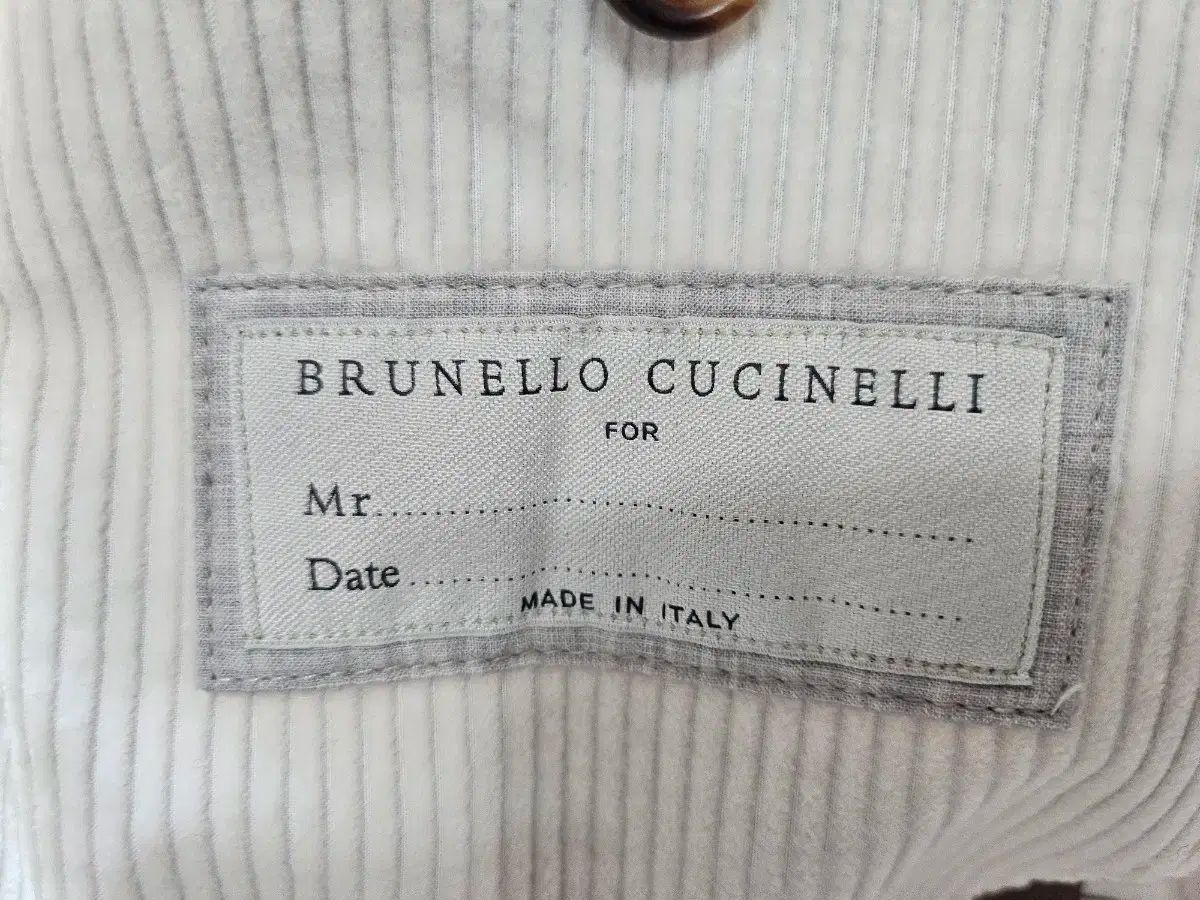 BRUNELLO CUCINELLI
FOR
Mr................................................
Date................................................
MADE IN ITALY